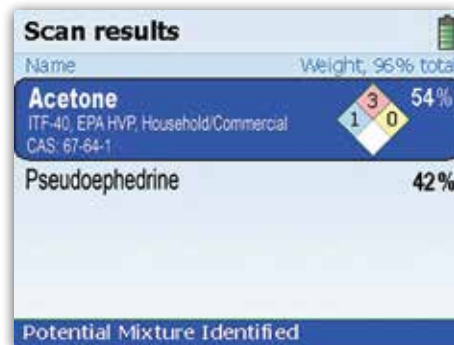 Scan results
Name Weight, 96% total
Acetone 54%
ITF-40, EPA HVP, Household/Commercial
CAS: 67-64-1
3
1 0
Pseudoephedrine 42%
Potential Mixture Identified